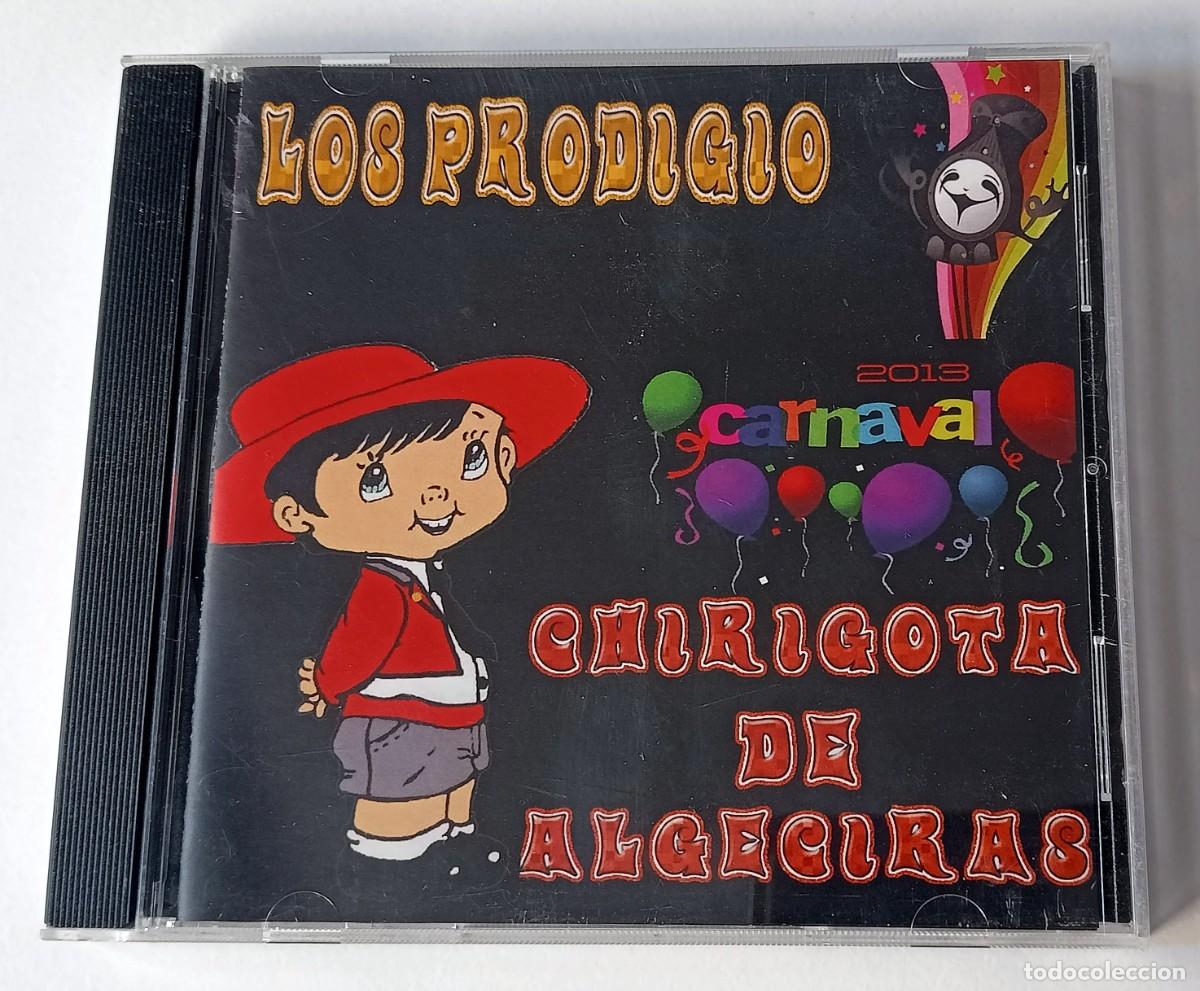 LOS PRODIGIO
2013
carnaval
CHIRIGOTA
DE
ALGECIRAS
todocoleccion